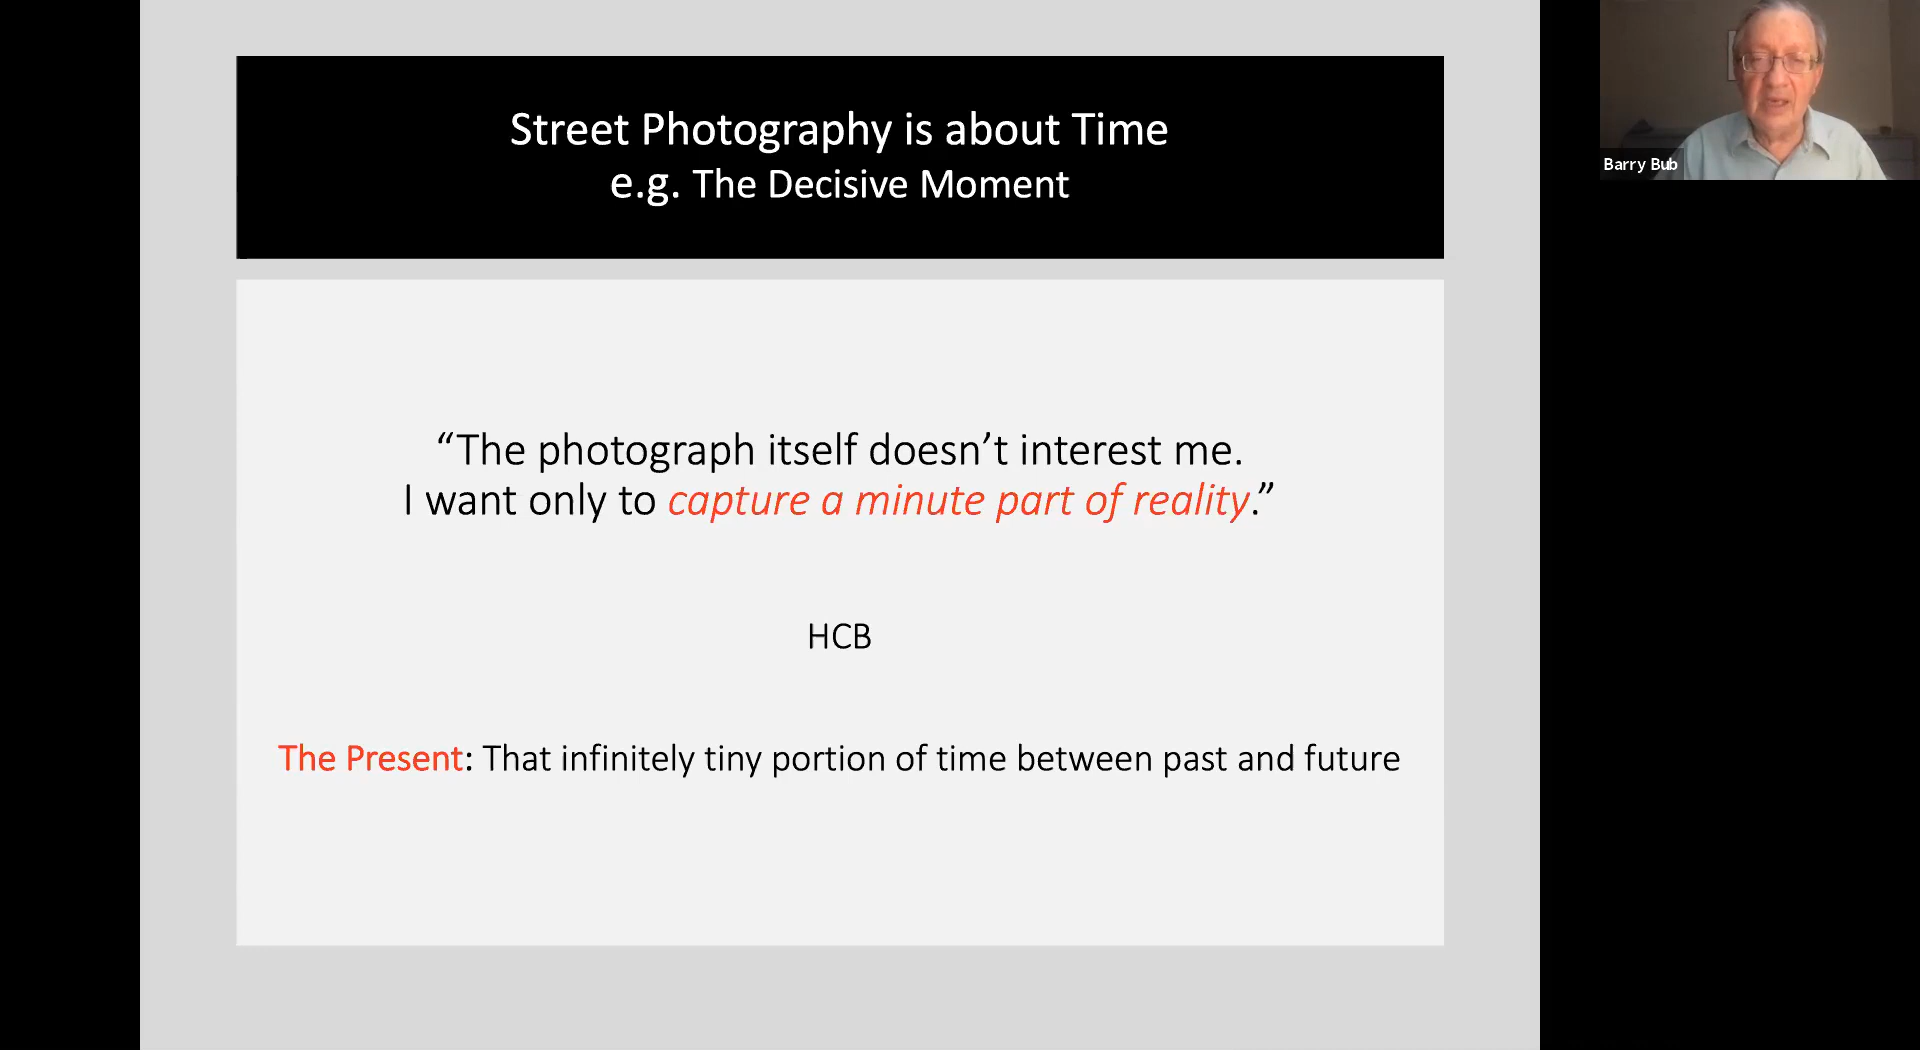 Street Photography is about Time
e.g. The Decisive Moment
“The photograph itself doesn’t interest me.
I want only to capture a minute part of reality.”
HCB
The Present: That infinitely tiny portion of time between past and future
Barry Bub